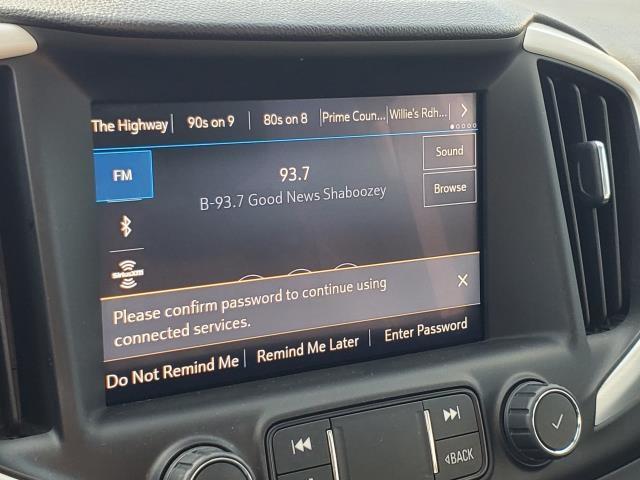 The Highway 90s on 9 80s on 8 Prime Coun... Willie's Rdh...
FM 93.7 Sound
B-93.7 Good News Shaboozey Browse
SiriusXM
Please confirm password to continue using
connected services.
Do Not Remind Me Remind Me Later Enter Password
BACK